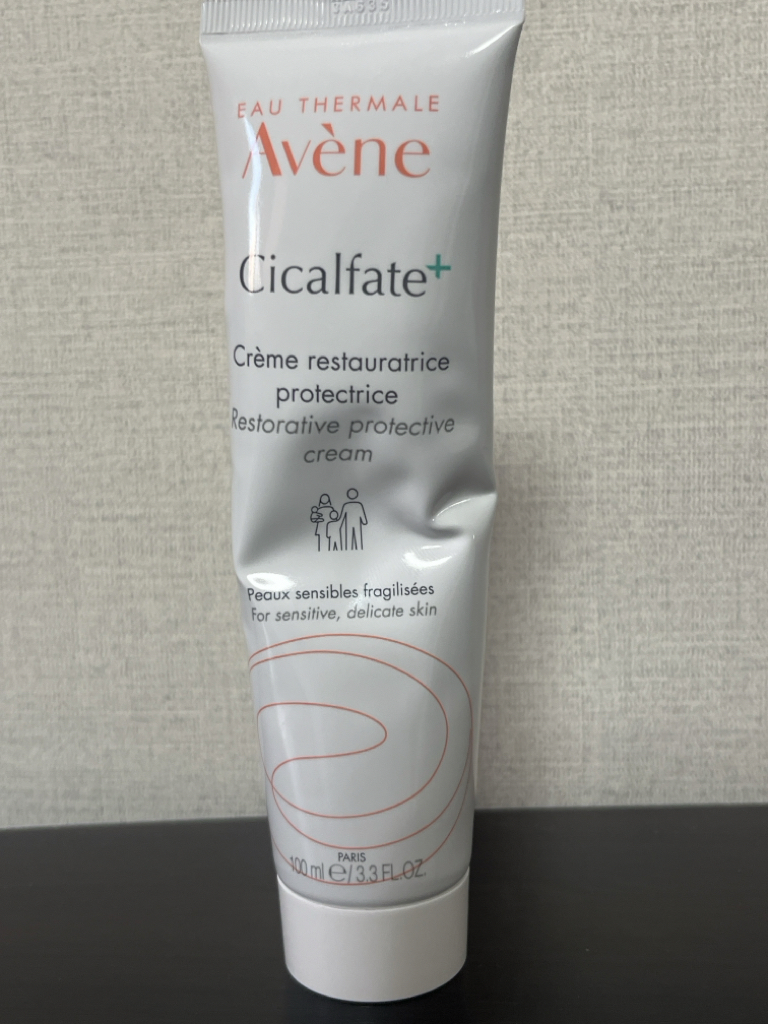 EAU THERMALE
Avène
Cicalfate+
Crème restauratrice
protectrice
Restorative protective
cream
Peaux sensibles fragilisées
For sensitive, delicate skin
PARIS
100 ml ℮ / 3.3 FL.OZ.